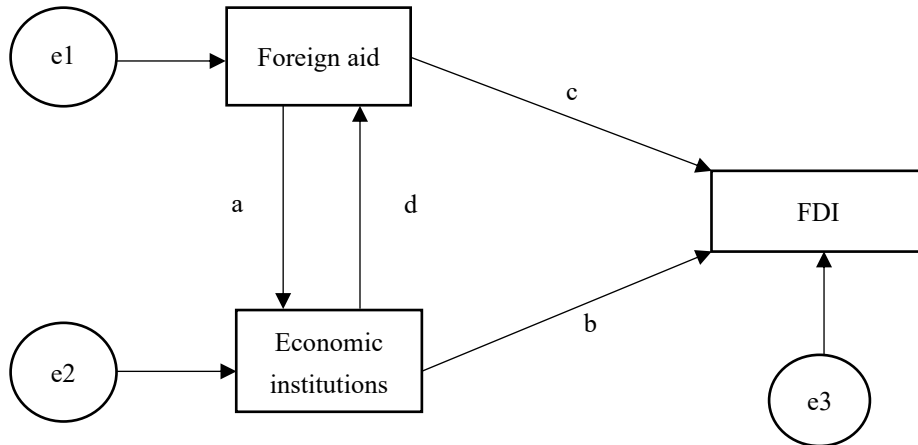 e1
Foreign aid
c
a
d
FDI
Economic
institutions
b
e2
e3